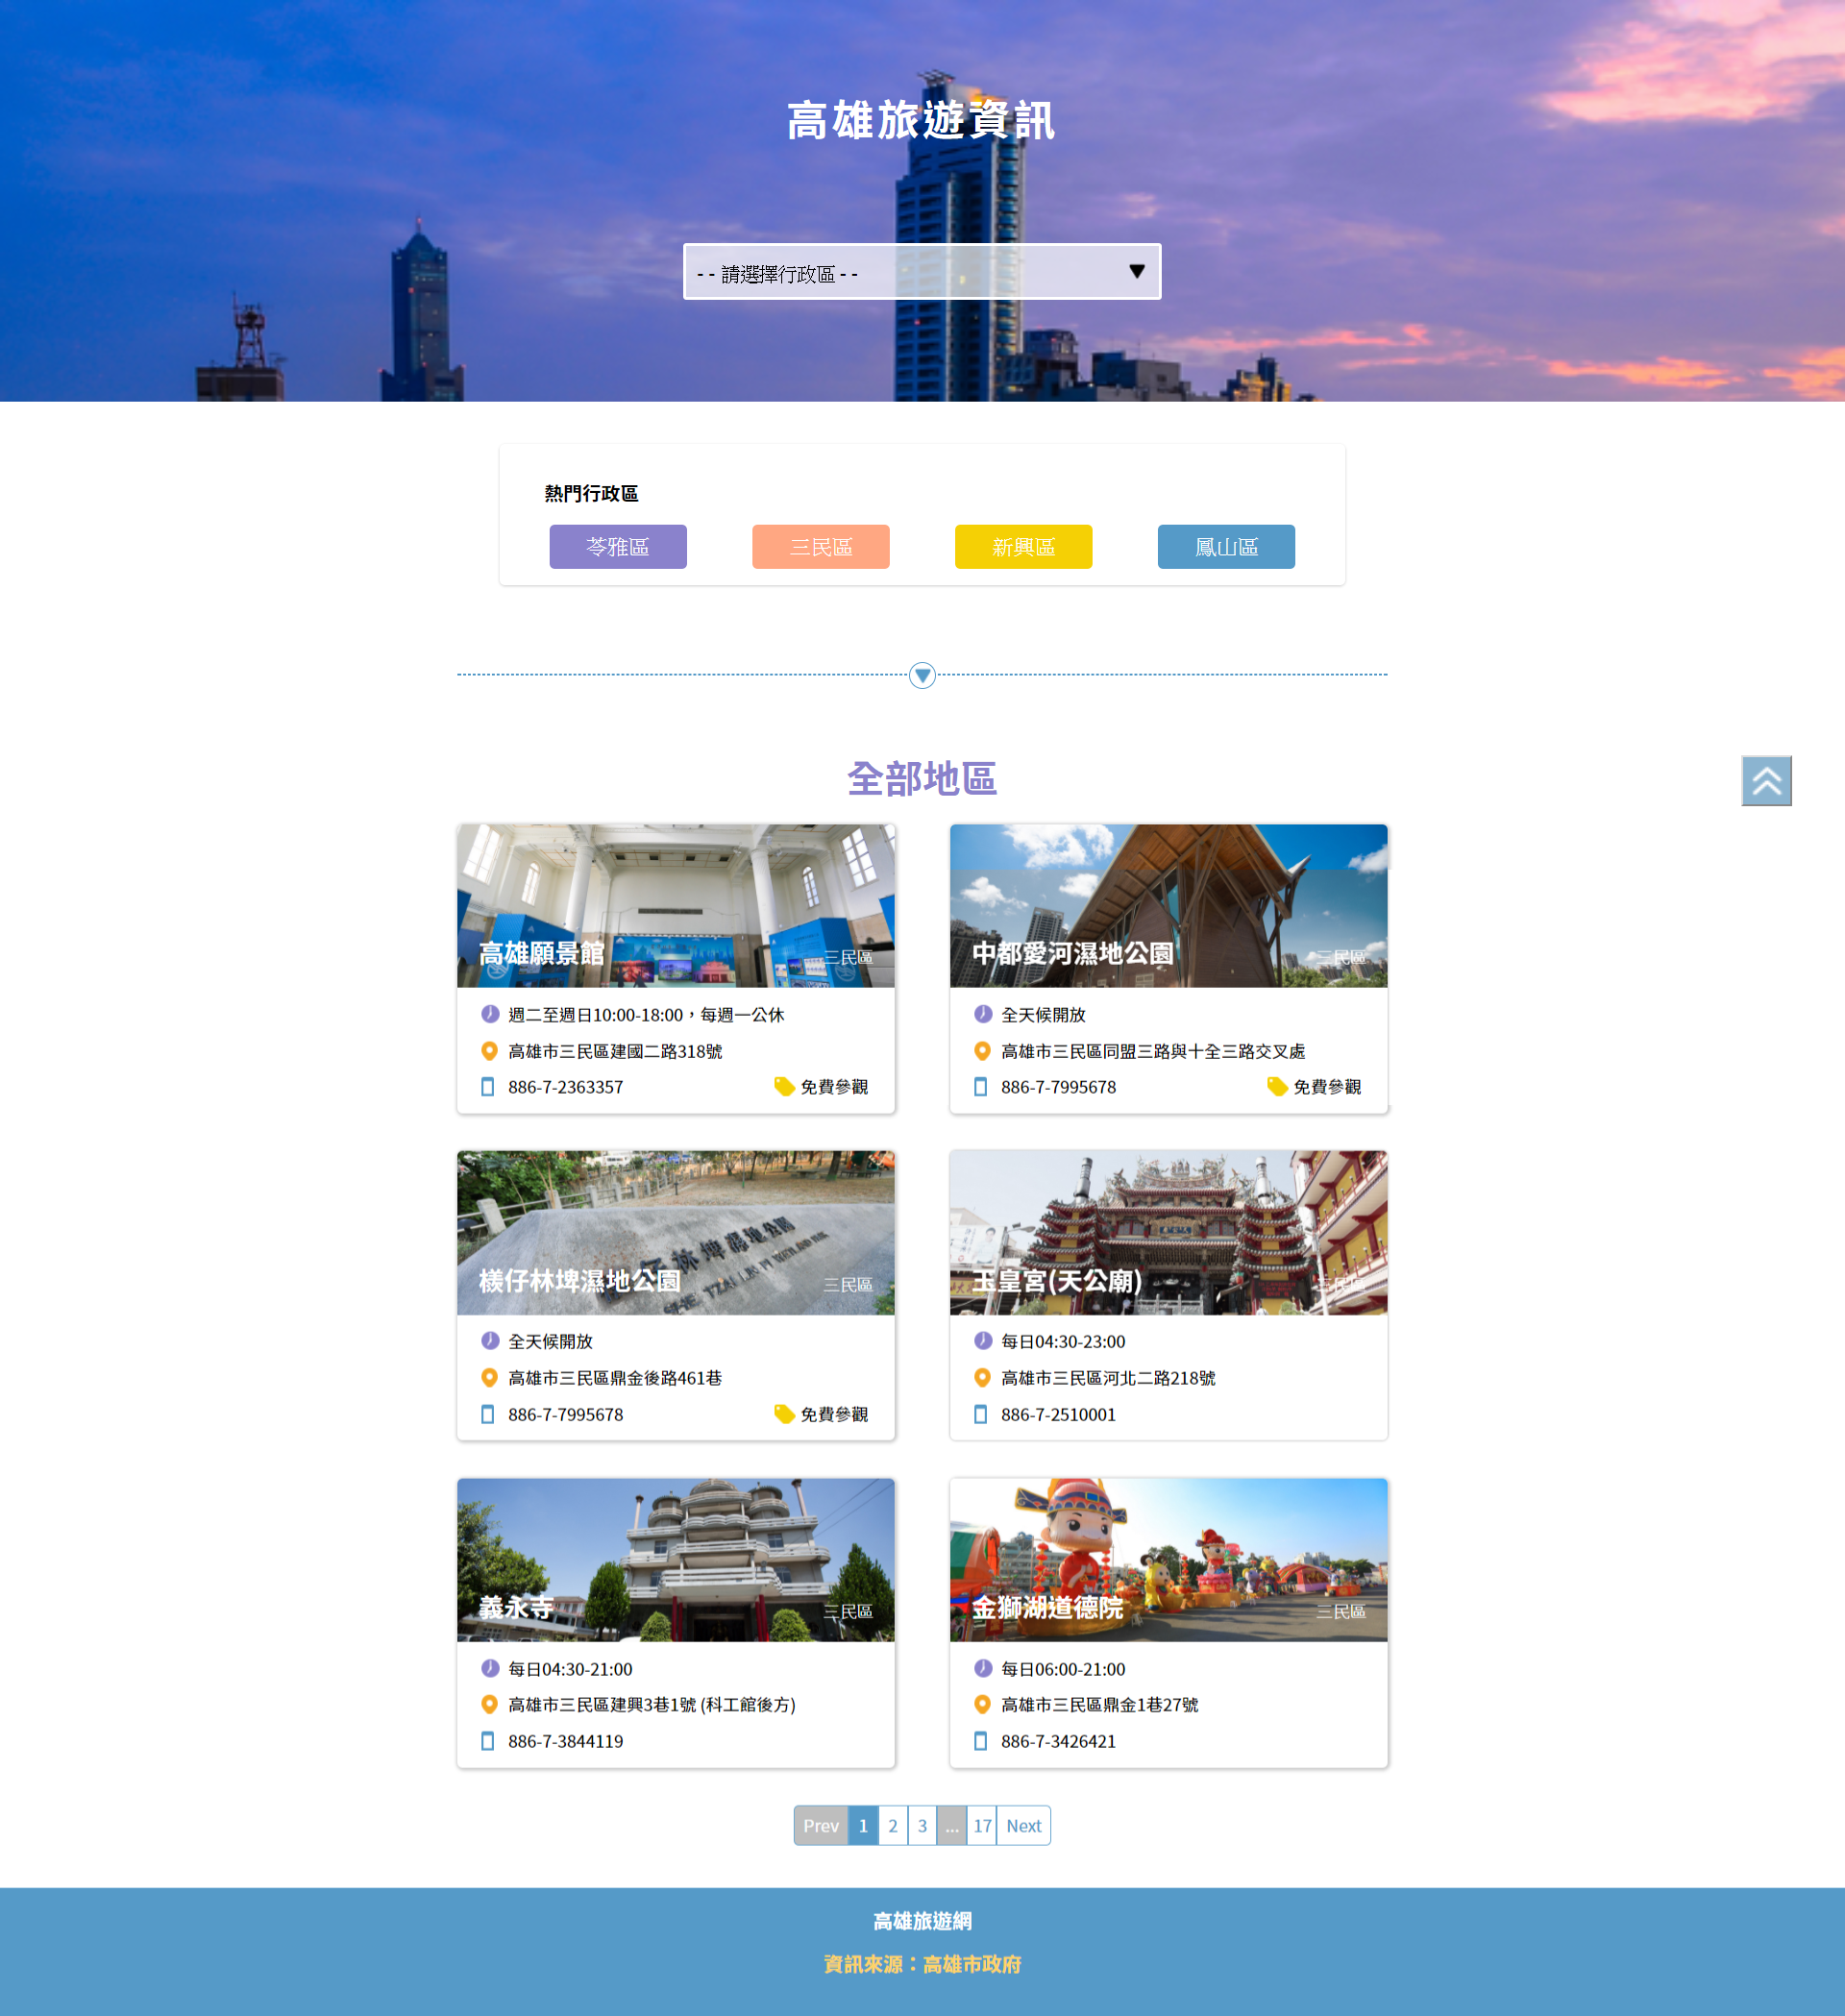 高雄旅遊資訊
- - 請選擇行政區 - -
熱門行政區
苓雅區
三民區
新興區
鳳山區
全部地區
高雄願景館
三民區
週二至週日10:00-18:00，每週一公休
高雄市三民區建國二路318號
886-7-2363357
免費參觀
中都愛河濕地公園
三民區
全天候開放
高雄市三民區同盟三路與十全三路交叉處
886-7-7995678
免費參觀
檨仔林埤濕地公園
三民區
全天候開放
高雄市三民區鼎金後路461巷
886-7-7995678
免費參觀
玉皇宮(天公廟)
三民區
每日04:30-23:00
高雄市三民區河北二路218號
886-7-2510001
義永寺
三民區
每日04:30-21:00
高雄市三民區建興3巷1號 (科工館後方)
886-7-3844119
金獅湖道德院
三民區
每日06:00-21:00
高雄市三民區鼎金1巷27號
886-7-3426421
Prev 1 2 3 ... 17 Next
高雄旅遊網
資訊來源：高雄市政府